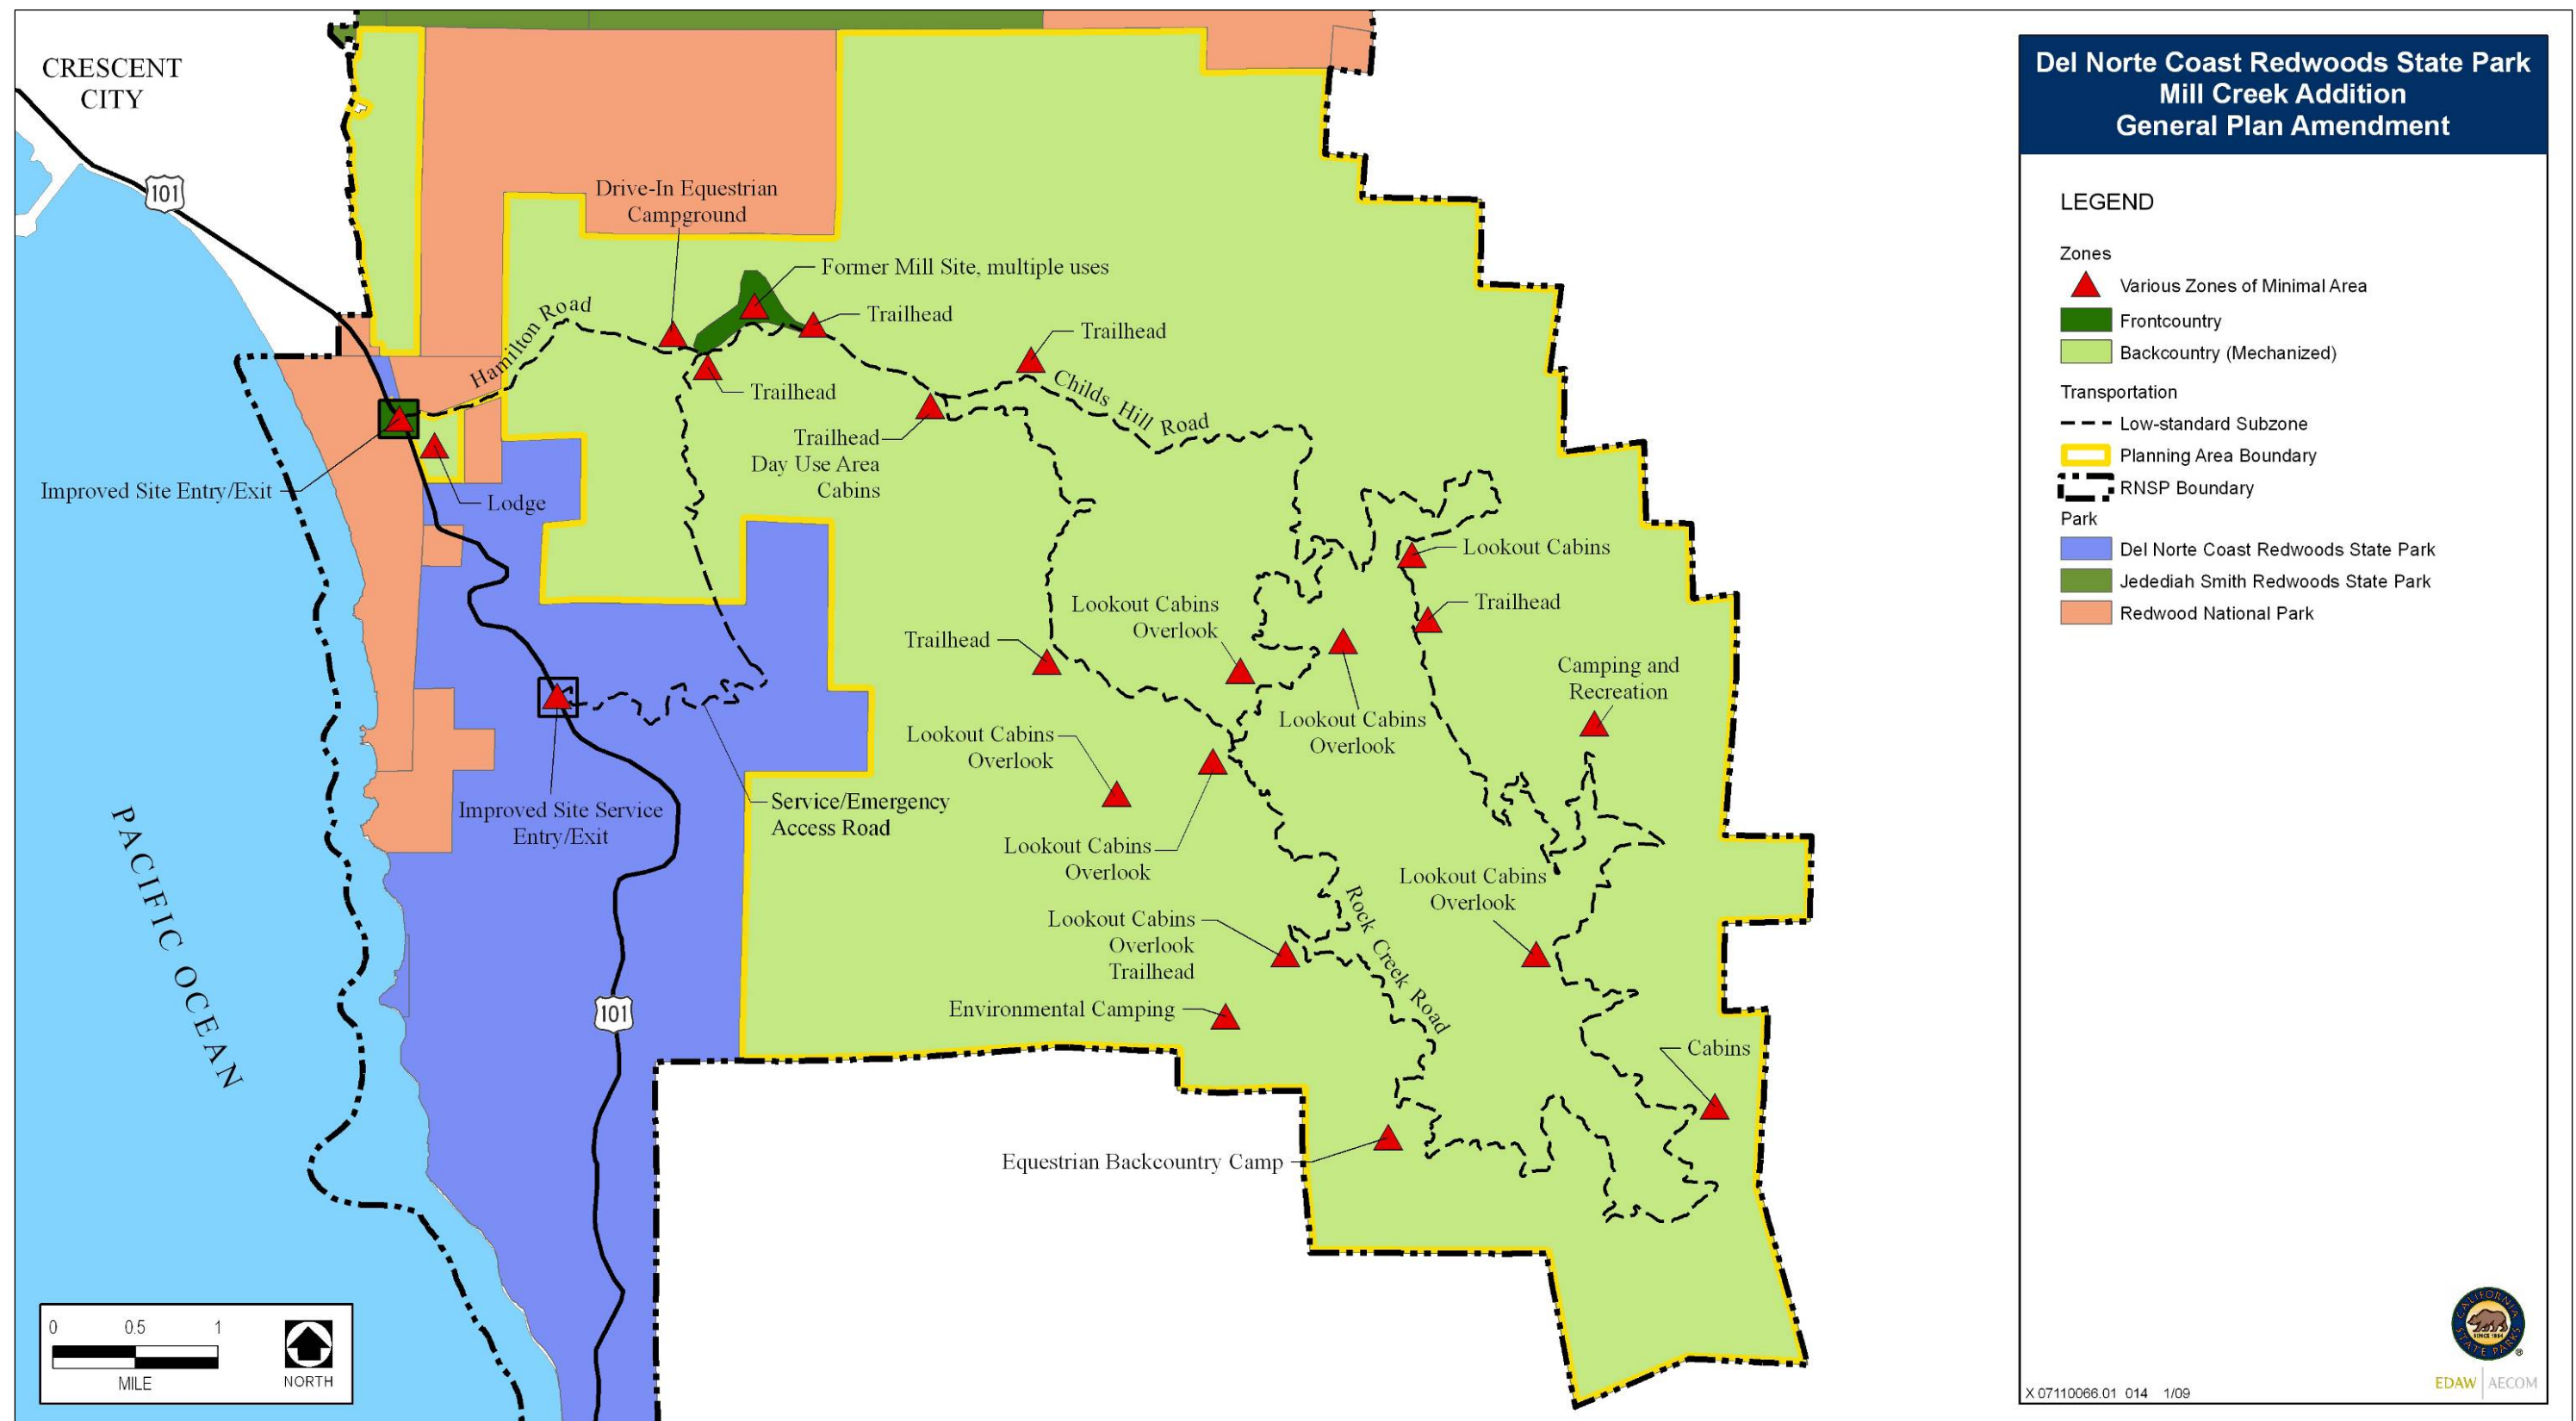 CRESCENT
CITY
101
Drive-In Equestrian
Campground
Former Mill Site, multiple uses
Trailhead
Hamilton Road
Trailhead
Trailhead
Childs Hill Road
Trailhead
Day Use Area
Cabins
Improved Site Entry/Exit
Lodge
Lookout Cabins
Trailhead
Lookout Cabins
Overlook
Trailhead
Camping and
Recreation
Lookout Cabins
Overlook
Lookout Cabins
Overlook
Improved Site Service
Entry/Exit
Service/Emergency
Access Road
Lookout Cabins
Overlook
Lookout Cabins
Overlook
Rock Creek Road
Lookout Cabins
Overlook
Trailhead
Environmental Camping
101
Cabins
Equestrian Backcountry Camp
PACIFIC OCEAN
0 0.5 1
MILE
NORTH
Del Norte Coast Redwoods State Park
Mill Creek Addition
General Plan Amendment
LEGEND
Zones
Various Zones of Minimal Area
Frontcountry
Backcountry (Mechanized)
Transportation
Low-standard Subzone
Planning Area Boundary
RNSP Boundary
Park
Del Norte Coast Redwoods State Park
Jedediah Smith Redwoods State Park
Redwood National Park
CALIFORNIA
SINCE 1864
STATE PARKS
®
EDAW AECOM
X 07110066.01 014 1/09